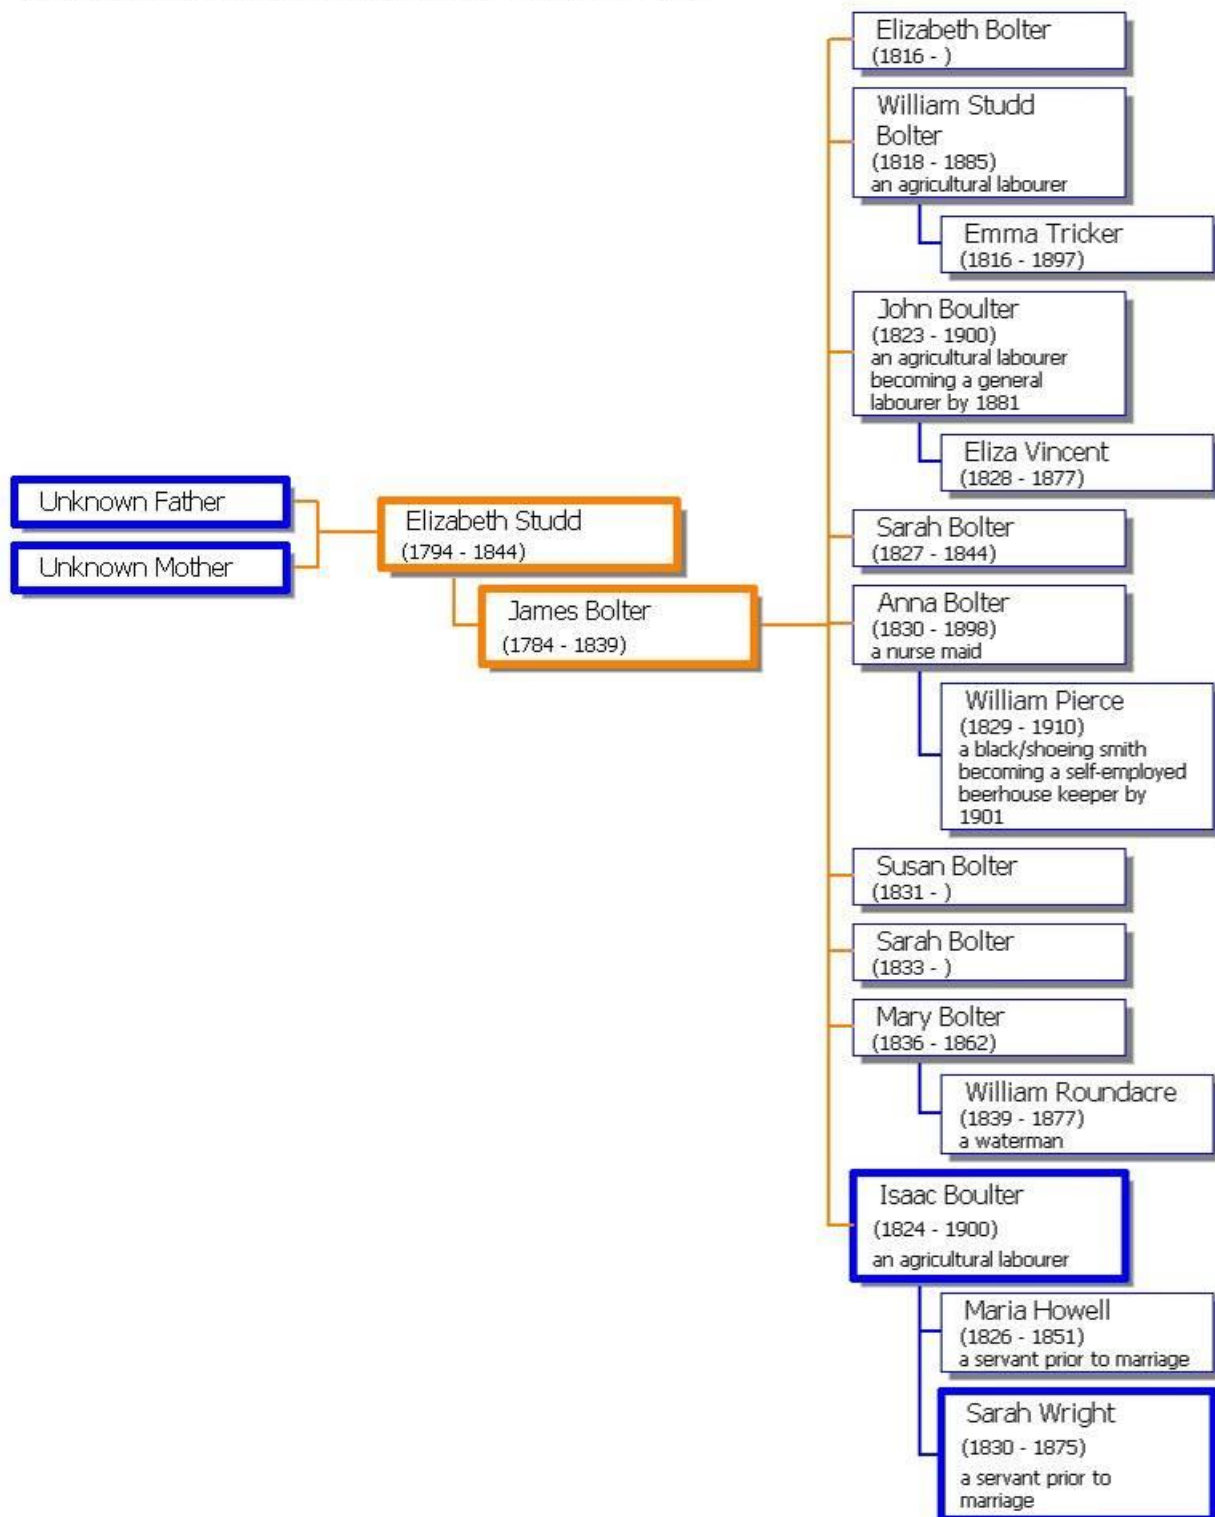 Elizabeth Bolter
(1816 - )
William Studd
Bolter
(1818 - 1885)
an agricultural labourer
Emma Tricker
(1816 - 1897)
John Boulter
(1823 - 1900)
an agricultural labourer
becoming a general
labourer by 1881
Eliza Vincent
(1828 - 1877)
Unknown Father
Unknown Mother
Elizabeth Studd
(1794 - 1844)
James Bolter
(1784 - 1839)
Sarah Bolter
(1827 - 1844)
Anna Bolter
(1830 - 1898)
a nurse maid
William Pierce
(1829 - 1910)
a black/shoeing smith
becoming a self-employed
beerhouse keeper by
1901
Susan Bolter
(1831 - )
Sarah Bolter
(1833 - )
Mary Bolter
(1836 - 1862)
William Roundacre
(1839 - 1877)
a waterman
Isaac Boulter
(1824 - 1900)
an agricultural labourer
Maria Howell
(1826 - 1851)
a servant prior to marriage
Sarah Wright
(1830 - 1875)
a servant prior to
marriage